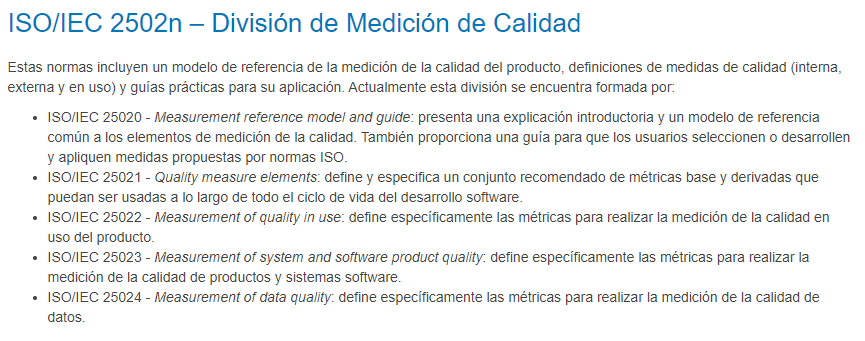 ISO/IEC 2502n – División de Medición de Calidad
Estas normas incluyen un modelo de referencia de la medición de la calidad del producto, definiciones de medidas de calidad (interna,
externa y en uso) y guías prácticas para su aplicación. Actualmente esta división se encuentra formada por:
• ISO/IEC 25020 - Measurement reference model and guide: presenta una explicación introductoria y un modelo de referencia
común a los elementos de medición de la calidad. También proporciona una guía para que los usuarios seleccionen o desarrollen
y apliquen medidas propuestas por normas ISO.
• ISO/IEC 25021 - Quality measure elements: define y especifica un conjunto recomendado de métricas base y derivadas que
puedan ser usadas a lo largo de todo el ciclo de vida del desarrollo software.
• ISO/IEC 25022 - Measurement of quality in use: define específicamente las métricas para realizar la medición de la calidad en
uso del producto.
• ISO/IEC 25023 - Measurement of system and software product quality: define específicamente las métricas para realizar la
medición de la calidad de productos y sistemas software.
• ISO/IEC 25024 - Measurement of data quality: define específicamente las métricas para realizar la medición de la calidad de
datos.